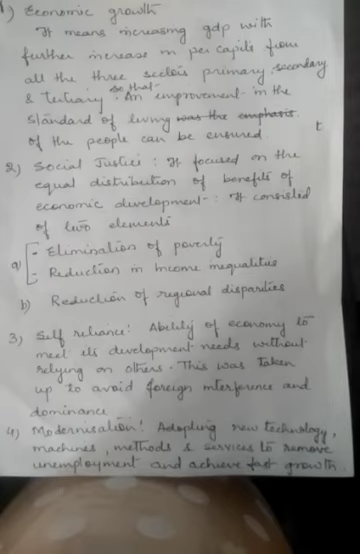 1) Economic growth
It means increasing gdp with
further increase in per capita from
all the three sectors primary, secondary
& tertiary so that An improvement in the
standard of living was the emphasis
of the people can be ensured
2) Social Justice : It focused on the
equal distribution of benefits of
economic development : It consisted
of two elements
a) - Elimination of poverty
- Reduction in Income inequalities
b) Reduction of regional disparities
3) Self reliance : Ability of economy to
meet its development needs without
relying on others. This was taken
up to avoid foreign interference and
dominance
4) Modernisation : Adopting new technology,
machines, methods & services to remove
unemployment and achieve fast growth.